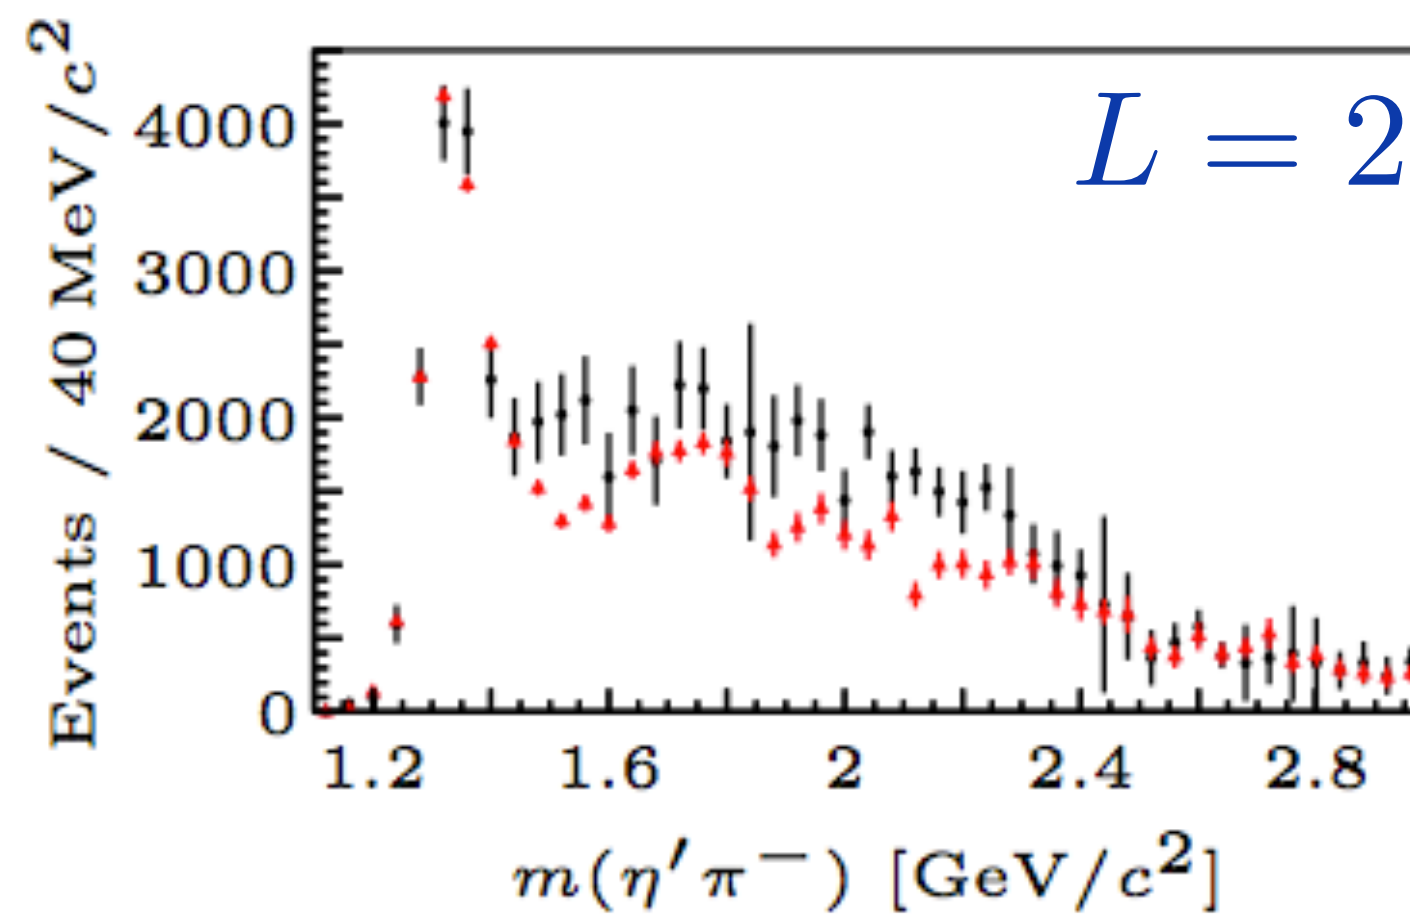 Events / 40 MeV/c²
4000
3000
2000
1000
0
L = 2
1.2 1.6 2 2.4 2.8
m(η′π⁻) [GeV/c²]